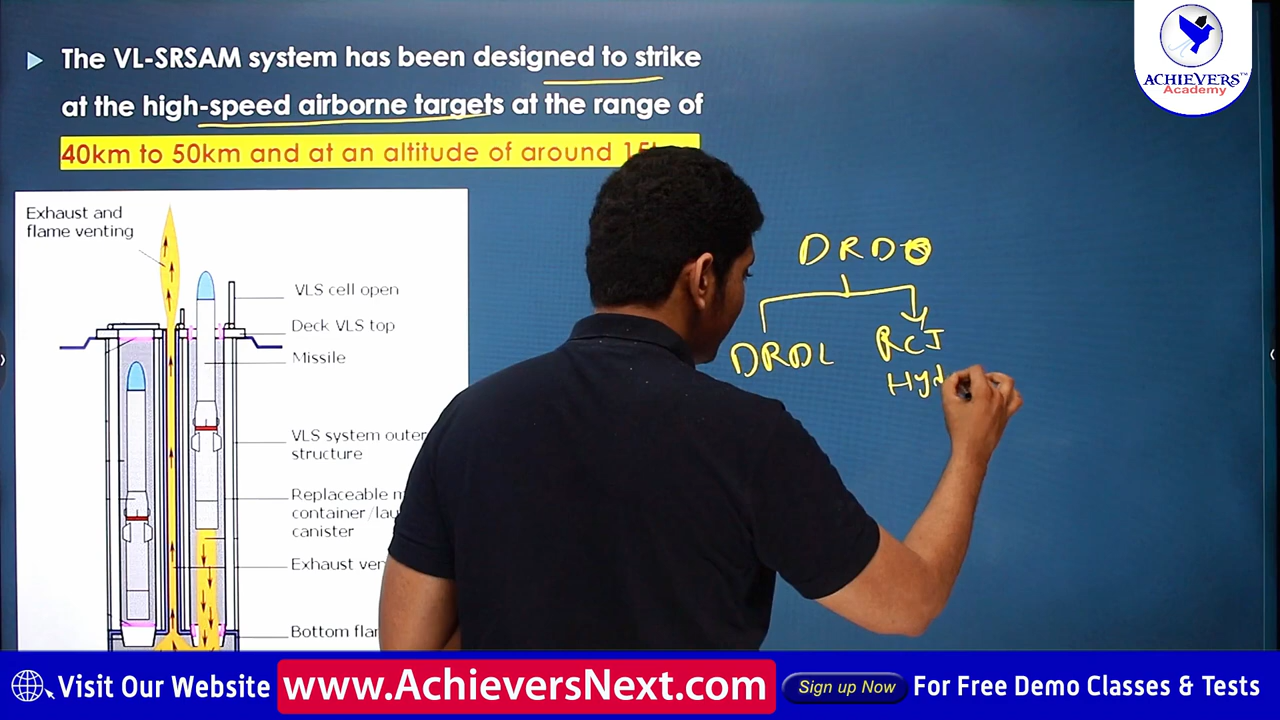 The VL-SRSAM system has been designed to strike
at the high-speed airborne targets at the range of
40km to 50km and at an altitude of around
ACHIEVERS™
Academy
Exhaust and
flame venting
VLS cell open
Deck VLS top
Missile
VLS system outer
structure
Replaceable
container/
canister
Exhaust
Bottom
DRDO
DRDL
RCI
Hyd
Visit Our Website
www.AchieversNext.com
Sign up Now
For Free Demo Classes & Tests